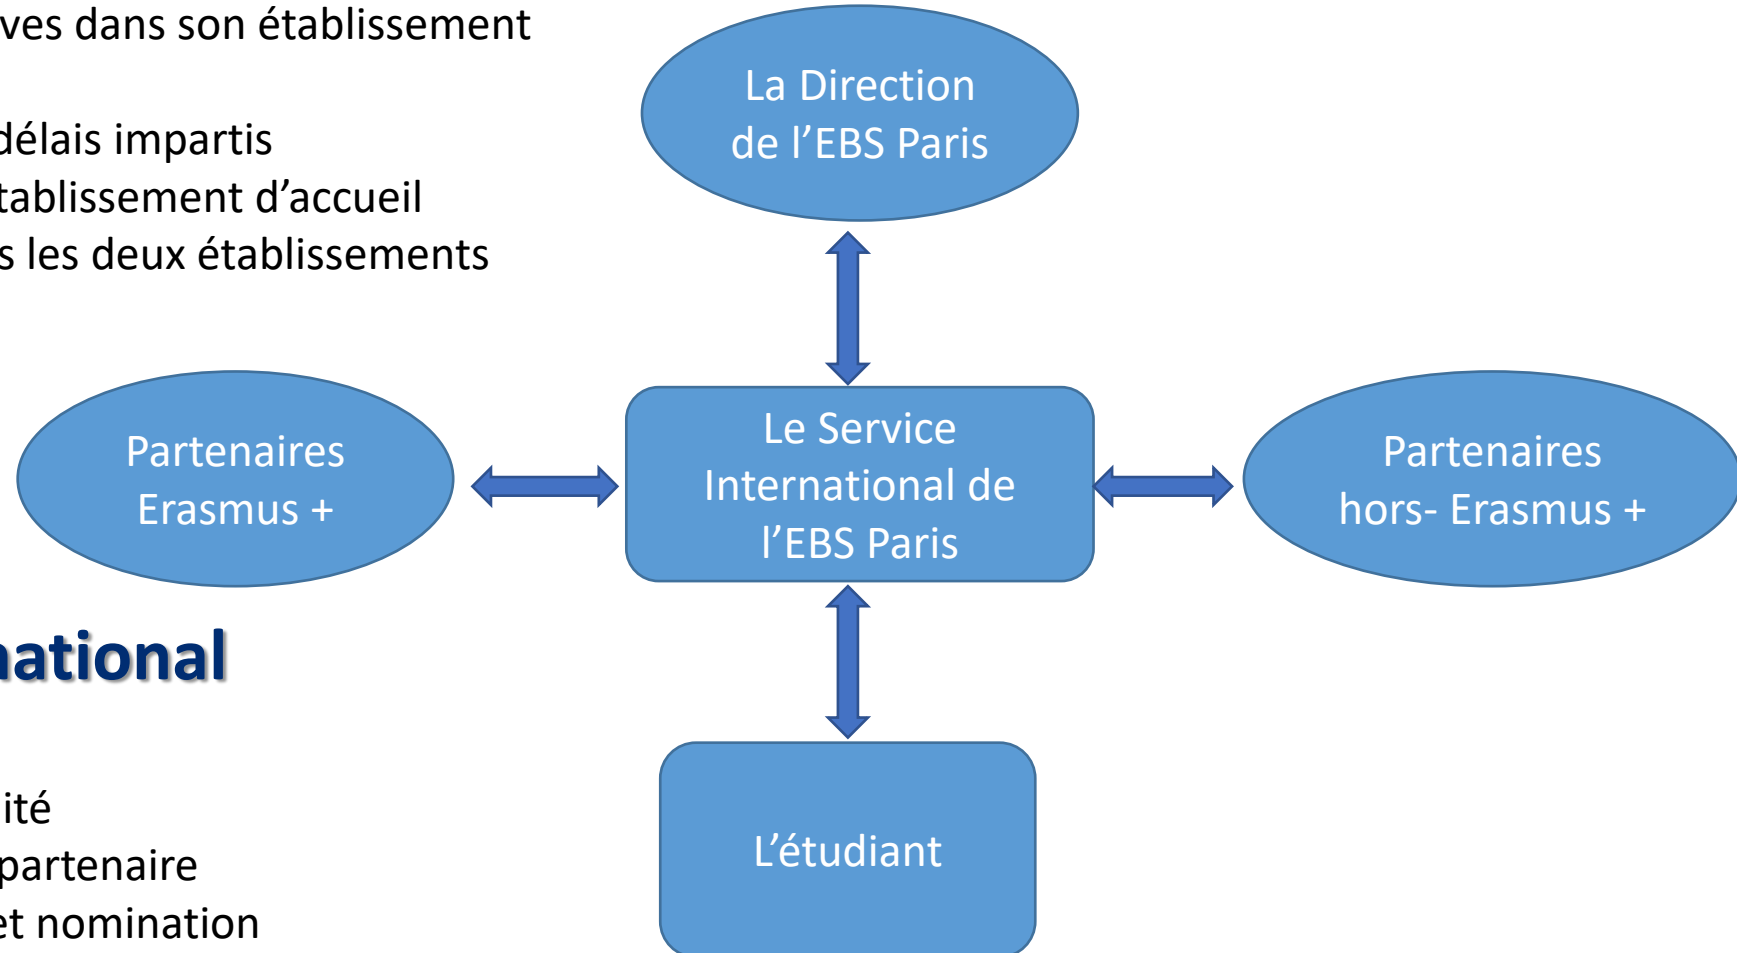 ves dans son établissement
délais impartis
tablissement d'accueil
s les deux établissements
La Direction
de l'EBS Paris
Partenaires
Erasmus +
Le Service
International de
l'EBS Paris
Partenaires
hors- Erasmus +
national
ité
partenaire
et nomination
L'étudiant